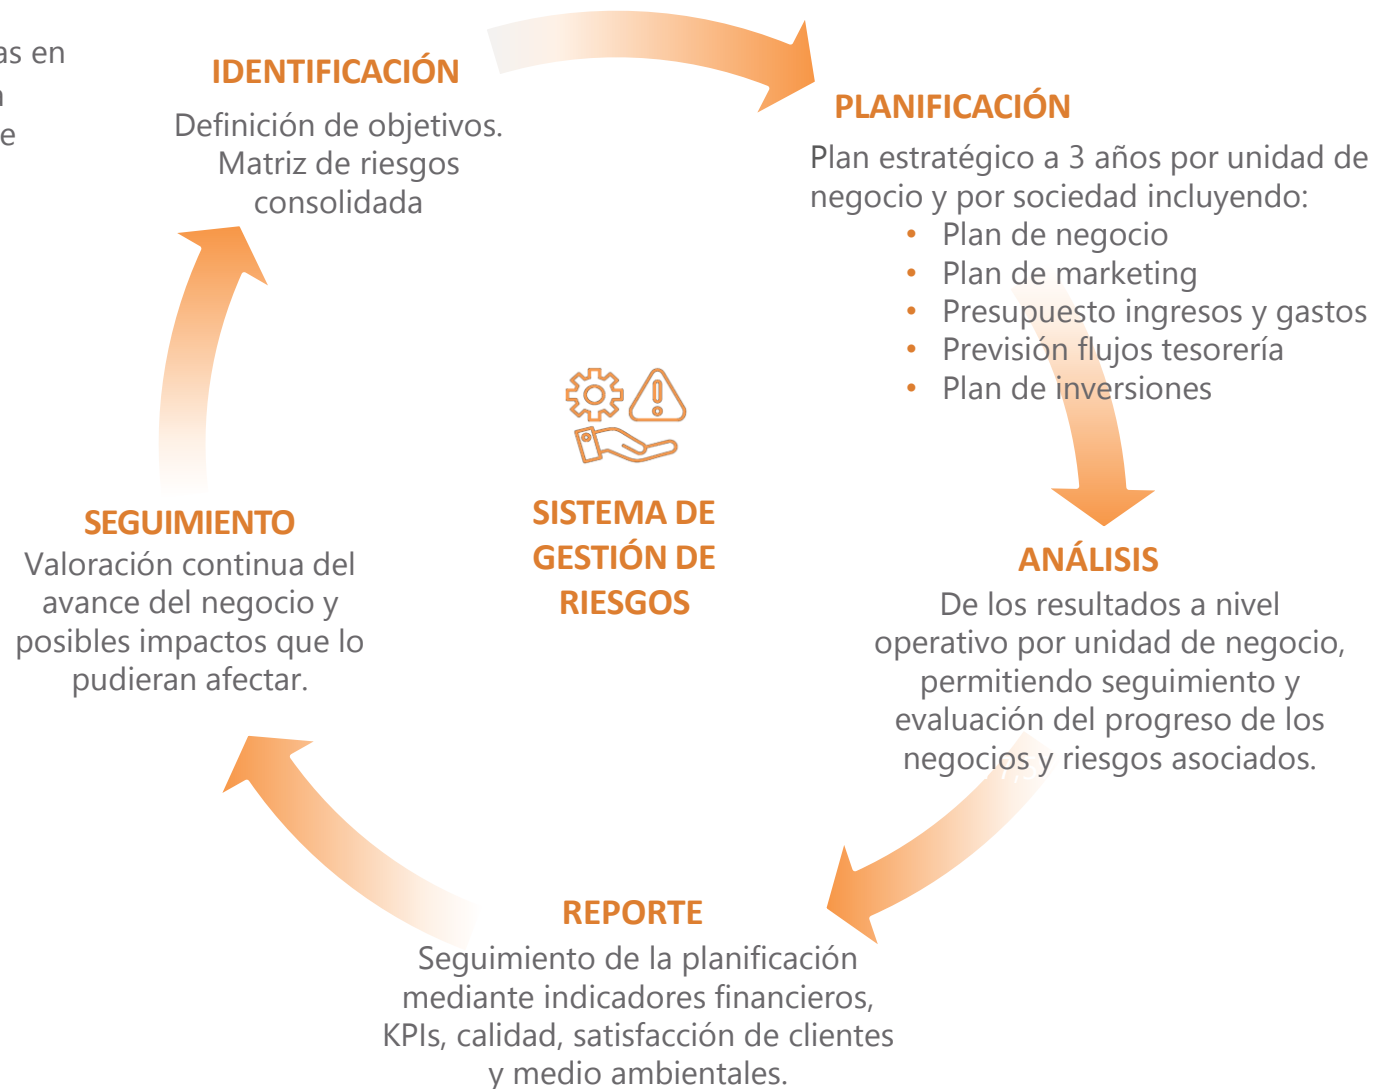 as en
n
e
IDENTIFICACIÓN
Definición de objetivos.
Matriz de riesgos
consolidada
PLANIFICACIÓN
Plan estratégico a 3 años por unidad de
negocio y por sociedad incluyendo:
• Plan de negocio
• Plan de marketing
• Presupuesto ingresos y gastos
• Previsión flujos tesorería
• Plan de inversiones
ANÁLISIS
De los resultados a nivel
operativo por unidad de negocio,
permitiendo seguimiento y
evaluación del progreso de los
negocios y riesgos asociados.
REPORTE
Seguimiento de la planificación
mediante indicadores financieros,
KPIs, calidad, satisfacción de clientes
y medio ambientales.
SEGUIMIENTO
Valoración continua del
avance del negocio y
posibles impactos que lo
pudieran afectar.
SISTEMA DE
GESTIÓN DE
RIESGOS